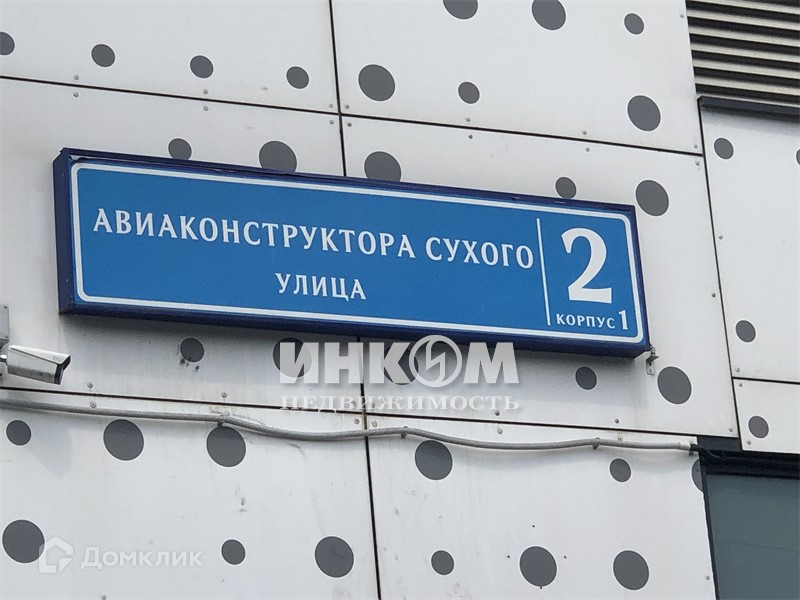 АВИАКОНСТРУКТОРА СУХОГО
УЛИЦА
2
КОРПУС 1
ИНКОМ
НЕДВИЖИМОСТЬ
Домклик